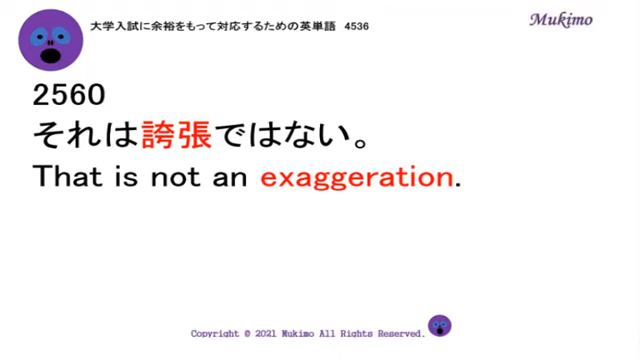 大学入試に余裕をもって対応するための英単語 4536
Mukimo
2560
それは誇張ではない。
That is not an exaggeration.
Copyright © 2021 Mukimo All Rights Reserved.